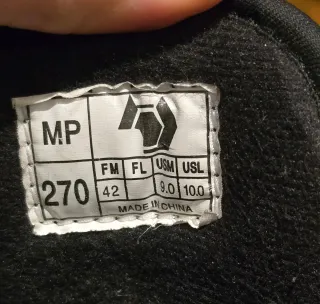 MP
FM FL USM USL
270 42 9.0 10.0
MADE IN CHINA